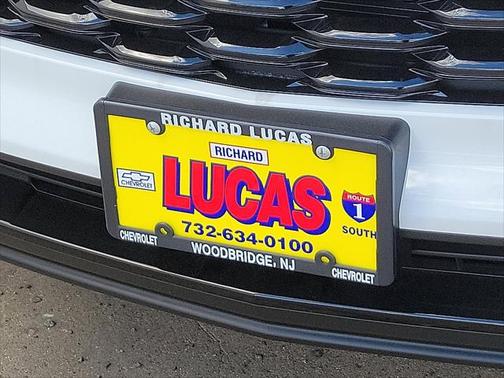 RICHARD LUCAS
RICHARD
LUCAS
CHEVROLET
ROUTE
1
SOUTH
732-634-0100
CHEVROLET
WOODBRIDGE, NJ
CHEVROLET